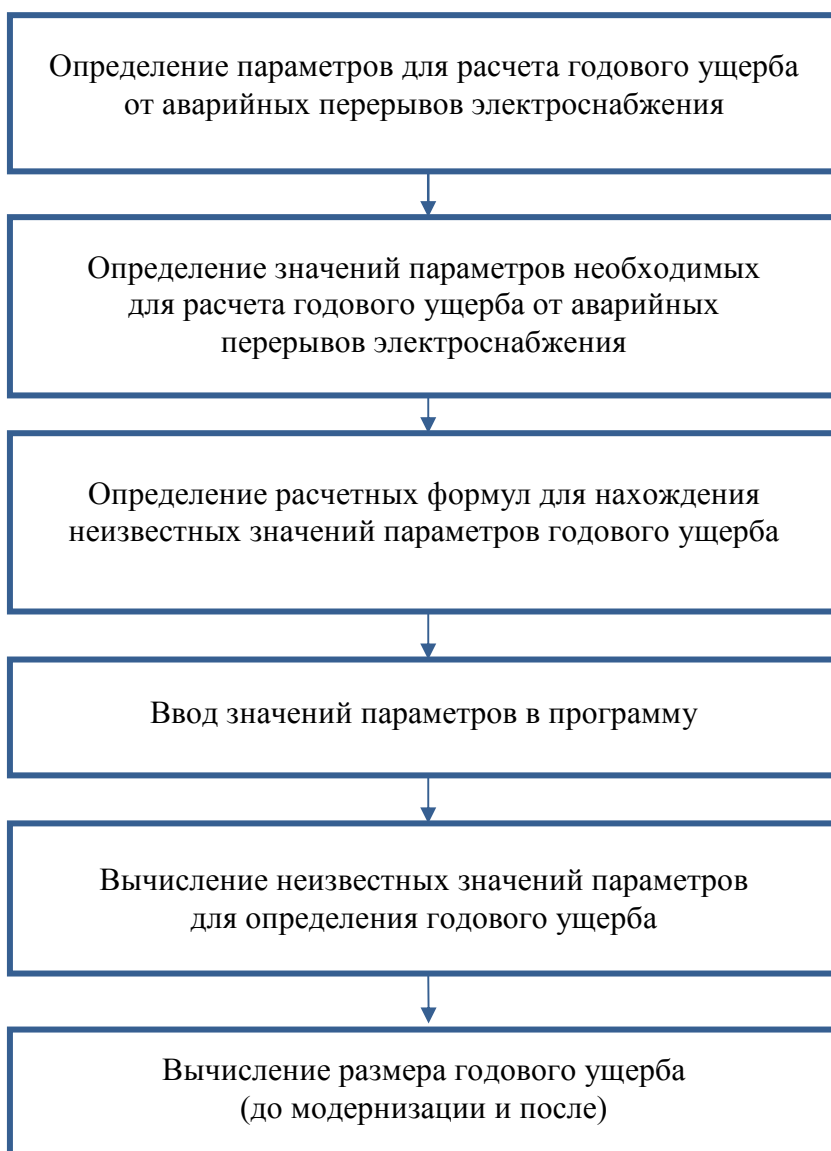 Определение параметров для расчета годового ущерба
от аварийных перерывов электроснабжения
Определение значений параметров необходимых
для расчета годового ущерба от аварийных
перерывов электроснабжения
Определение расчетных формул для нахождения
неизвестных значений параметров годового ущерба
Ввод значений параметров в программу
Вычисление неизвестных значений параметров
для определения годового ущерба
Вычисление размера годового ущерба
(до модернизации и после)